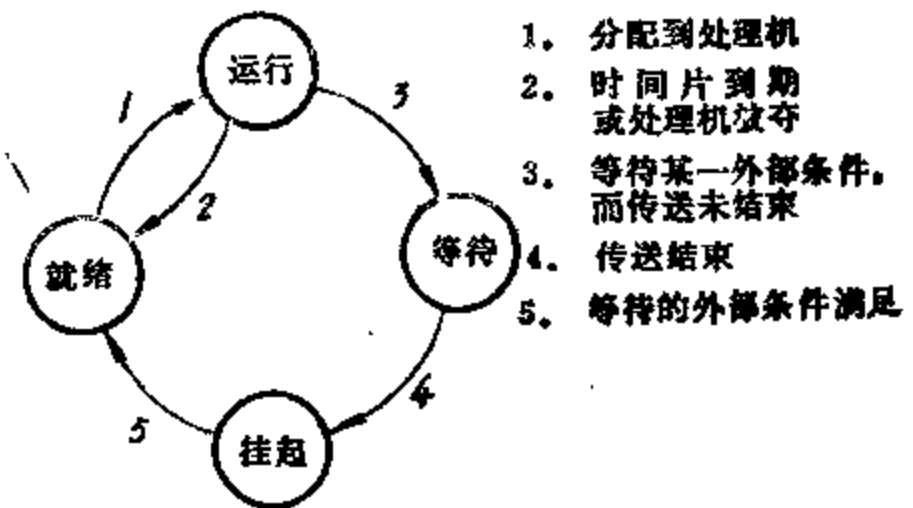 运行
就绪
等待
挂起
1
2
3
4
5
1. 分配到处理机
2. 时间片到期
或处理机被夺
3. 等待某一外部条件,
而传送未结束
4. 传送结束
5. 等待的外部条件满足